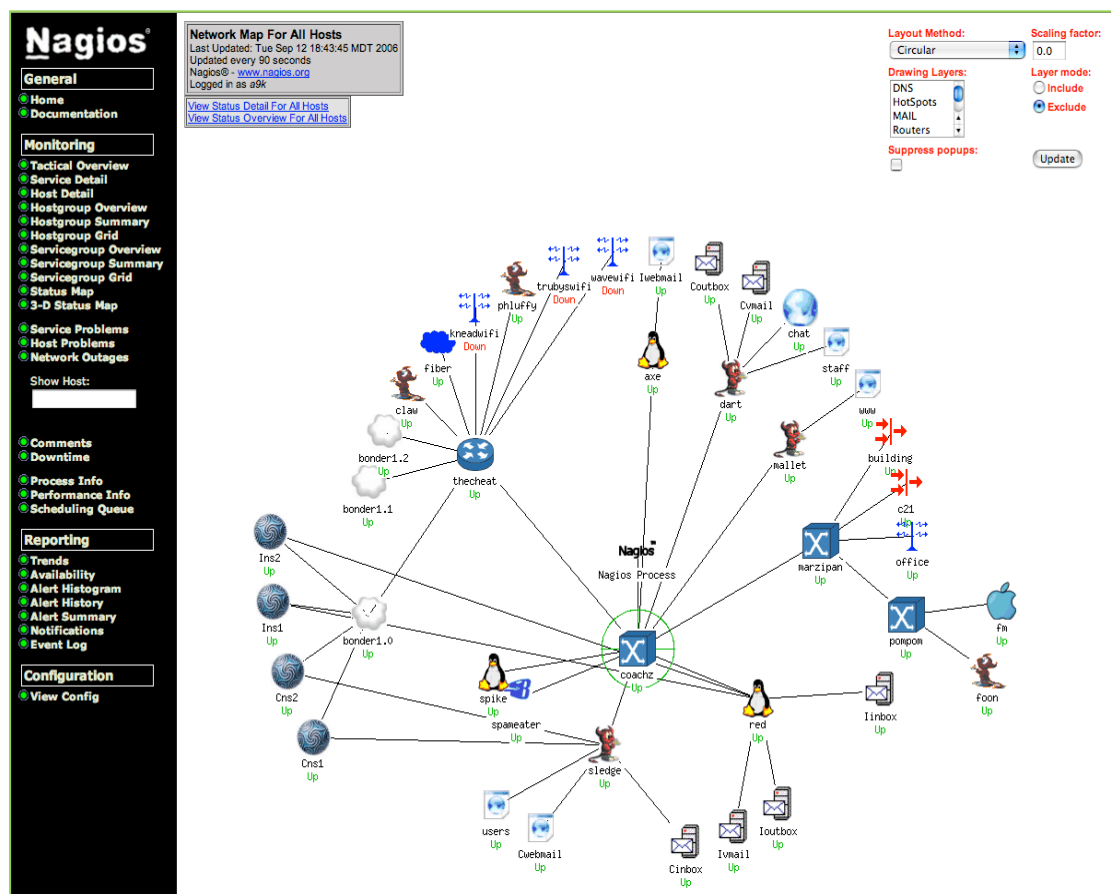 Nagios®
General
Home
Documentation
Monitoring
Tactical Overview
Service Detail
Host Detail
Hostgroup Overview
Hostgroup Summary
Hostgroup Grid
Servicegroup Overview
Servicegroup Summary
Servicegroup Grid
Status Map
3-D Status Map
Service Problems
Host Problems
Network Outages
Show Host:
Comments
Downtime
Process Info
Performance Info
Scheduling Queue
Reporting
Trends
Availability
Alert Histogram
Alert History
Alert Summary
Notifications
Event Log
Configuration
View Config
Network Map For All Hosts
Last Updated: Tue Sep 12 18:43:45 MDT 2006
Updated every 90 seconds
Nagios® - www.nagios.org
Logged in as a9k
View Status Detail For All Hosts
View Status Overview For All Hosts
Layout Method:
Circular
Scaling factor:
0.0
Drawing Layers:
DNS
HotSpots
MAIL
Routers
Layer mode:
Include
Exclude
Suppress popups:
Update
wavewifi
Down
trubyswifi
Down
Iwebmail
Up
Coutbox
Up
Cvmail
Up
phluffy
Up
kneadwifi
Down
chat
Up
fiber
Up
axe
Up
staff
Up
dart
Up
claw
Up
www
Up
bonder1.2
Up
building
Up
mallet
Up
thecheat
Up
bonder1.1
Up
c21
Up
Nagios™
Nagios Process
marzipan
Up
office
Up
Ins2
Up
Ins1
Up
bonder1.0
Up
pompom
Up
fm
Up
coachz
Up
Cns2
Up
spike
Up
foon
Up
Iinbox
Up
spameater
Up
red
Up
Cns1
Up
sledge
Up
users
Up
Cwebmail
Up
Ioutbox
Up
Ivmail
Up
Cinbox
Up